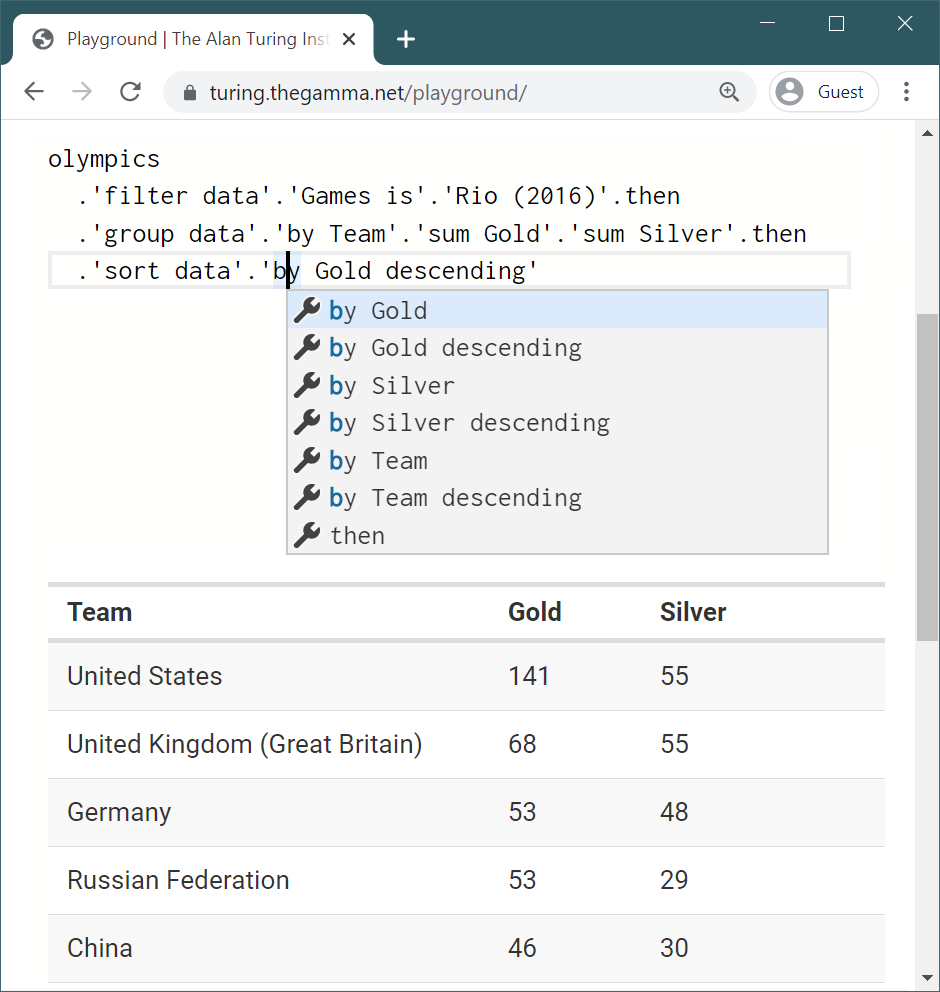 Playground | The Alan Turing Inst
turing.thegamma.net/playground/
Guest
olympics
.'filter data'.'Games is'.'Rio (2016)'.then
.'group data'.'by Team'.'sum Gold'.'sum Silver'.then
.'sort data'.'by Gold descending'
by Gold
by Gold descending
by Silver
by Silver descending
by Team
by Team descending
then
Team Gold Silver
United States 141 55
United Kingdom (Great Britain) 68 55
Germany 53 48
Russian Federation 53 29
China 46 30